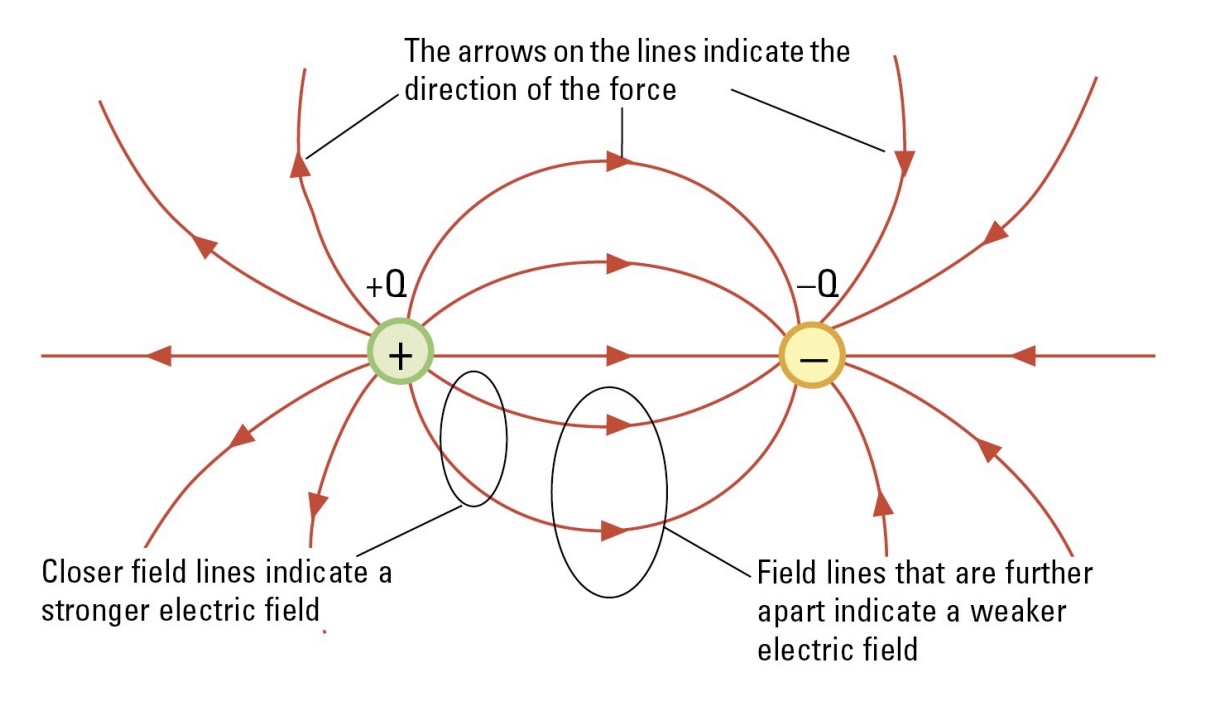 The arrows on the lines indicate the
direction of the force
+Q
–Q
+
–
Closer field lines indicate a
stronger electric field
Field lines that are further
apart indicate a weaker
electric field